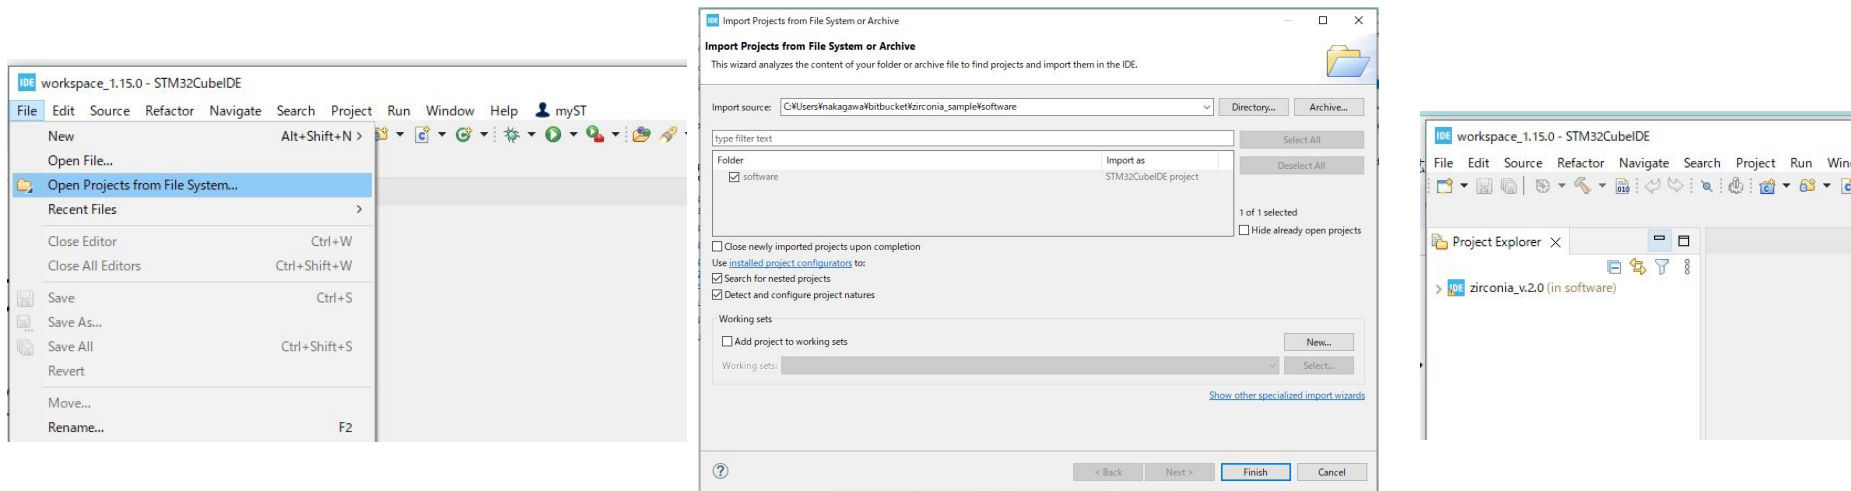 IDE workspace_1.15.0 - STM32CubeIDE
File Edit Source Refactor Navigate Search Project Run Window Help myST
New Alt+Shift+N >
Open File...
Open Projects from File System...
Recent Files >
Close Editor Ctrl+W
Close All Editors Ctrl+Shift+W
Save Ctrl+S
Save As...
Save All Ctrl+Shift+S
Revert
Move...
Rename... F2
IDE Import Projects from File System or Archive
Import Projects from File System or Archive
This wizard analyzes the content of your folder or archive file to find projects and import them in the IDE.
Import source: C:¥Users¥nakagawa¥bitbucket¥zirconia_sample¥software Directory... Archive...
type filter text Select All
Folder Import as Deselect All
software STM32CubeIDE project
1 of 1 selected
Hide already open projects
Close newly imported projects upon completion
Use installed project configurators to:
Search for nested projects
Detect and configure project natures
Working sets
Add project to working sets New...
Working sets: Select...
Show other specialized import wizards
< Back Next > Finish Cancel
IDE workspace_1.15.0 - STM32CubeIDE
File Edit Source Refactor Navigate Search Project Run
010
Project Explorer
IDE zirconia_v.2.0 (in software)